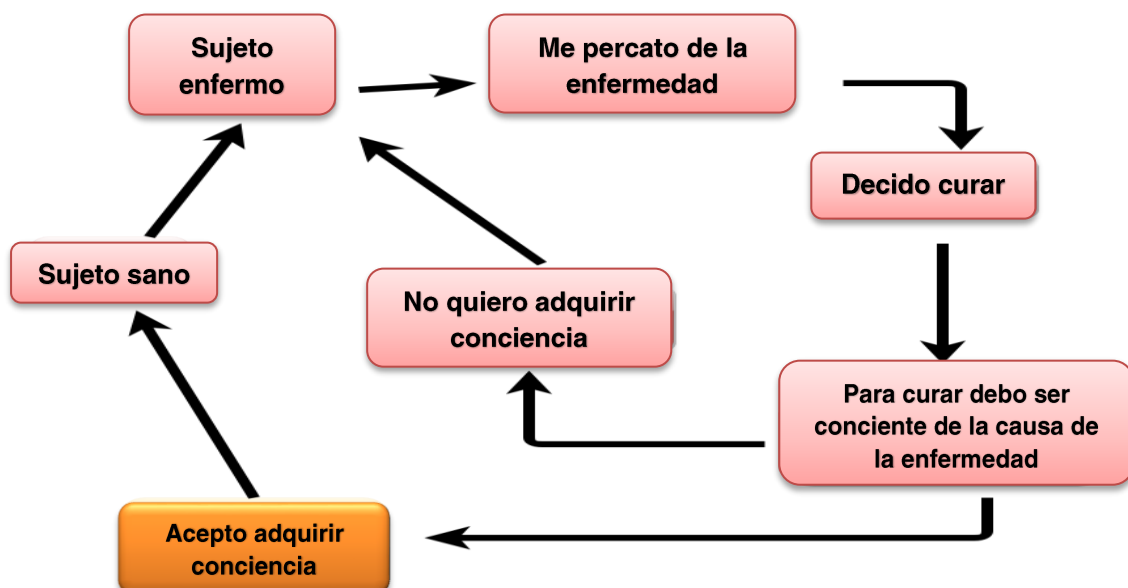 Sujeto
enfermo
Me percato de la
enfermedad
Decido curar
Sujeto sano
No quiero adquirir
conciencia
Para curar debo ser
conciente de la causa de
la enfermedad
Acepto adquirir
conciencia